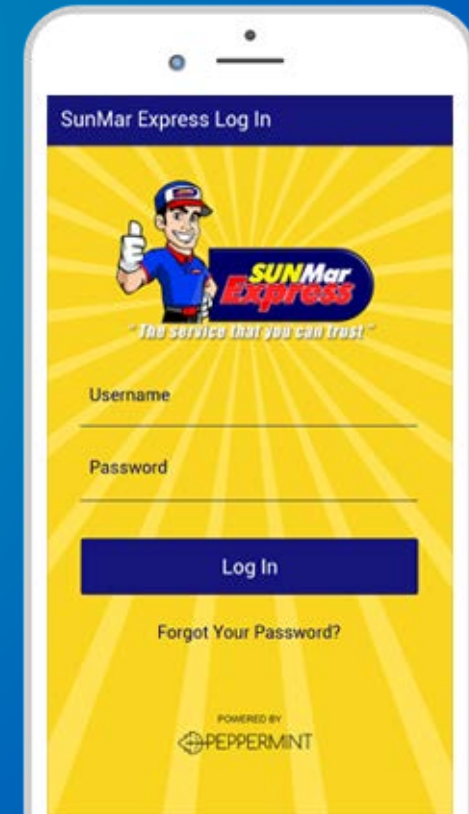 SunMar Express Log In
SUNMar
Express
" The service that you can trust "
Username
Password
Log In
Forgot Your Password?
POWERED BY
PEPPERMINT